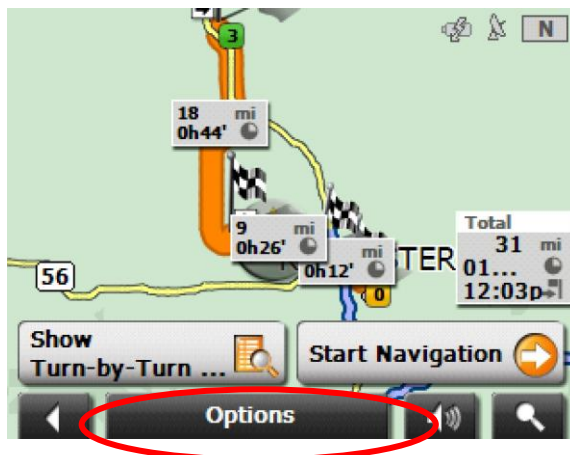 3
N
18 mi
0h44'
9 mi
0h26'
mi
0h12'
TER
Total
31 mi
01...
12:03p
56
0
Show
Turn-by-Turn ...
Start Navigation
Options